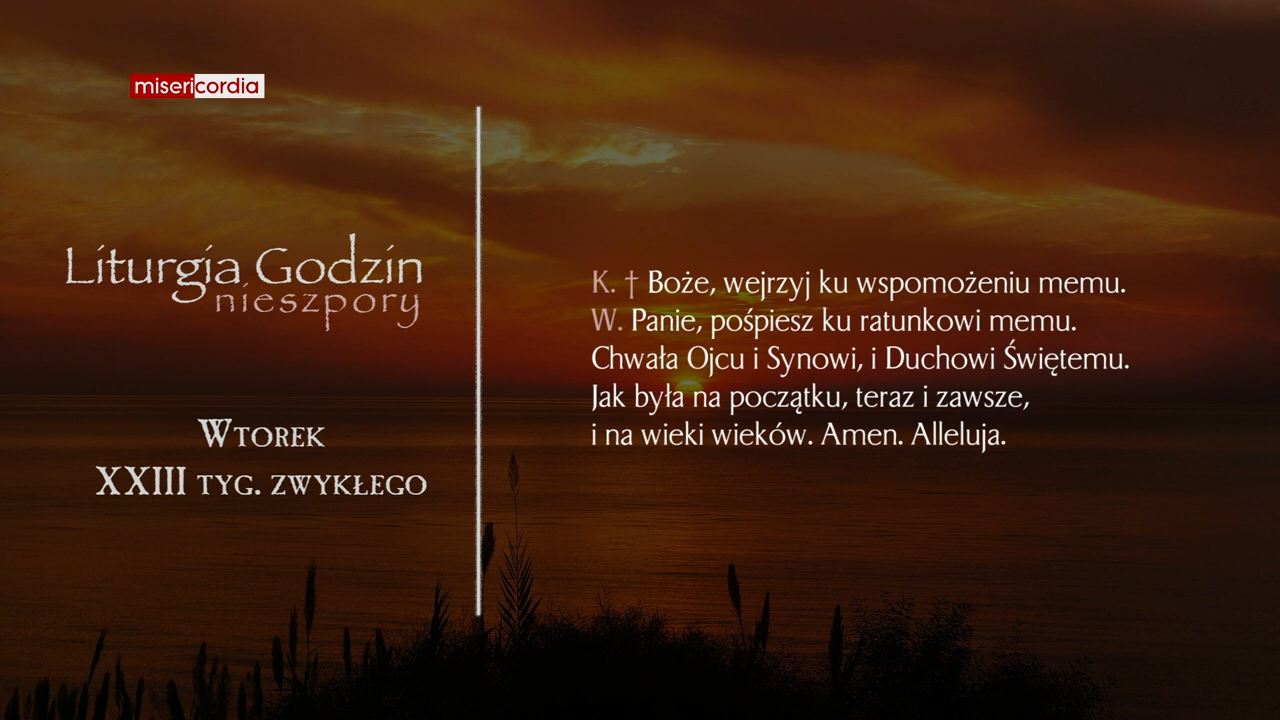 misericordia
Liturgia Godzin
nieszpory
Wtorek
XXIII tyg. zwykłego
K. † Boże, wejrzyj ku wspomożeniu memu.
W. Panie, pośpiesz ku ratunkowi memu.
Chwała Ojcu i Synowi, i Duchowi Świętemu.
Jak była na początku, teraz i zawsze,
i na wieki wieków. Amen. Alleluja.